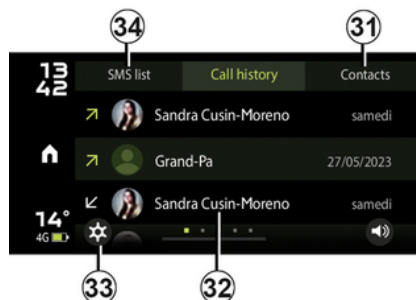 34
31
13
42
SMS list
Call history
Contacts
Sandra Cusin-Moreno
samedi
Grand-Pa
27/05/2023
Sandra Cusin-Moreno
samedi
14°
4G
33
32